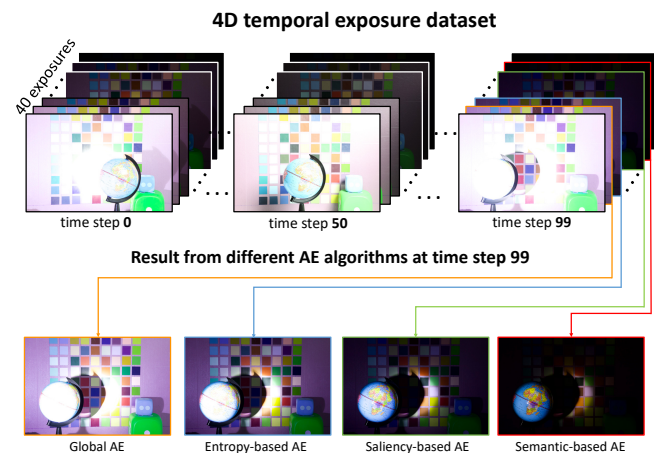 4D temporal exposure dataset
40 exposures
time step 0
time step 50
time step 99
Result from different AE algorithms at time step 99
Global AE
Entropy-based AE
Saliency-based AE
Semantic-based AE